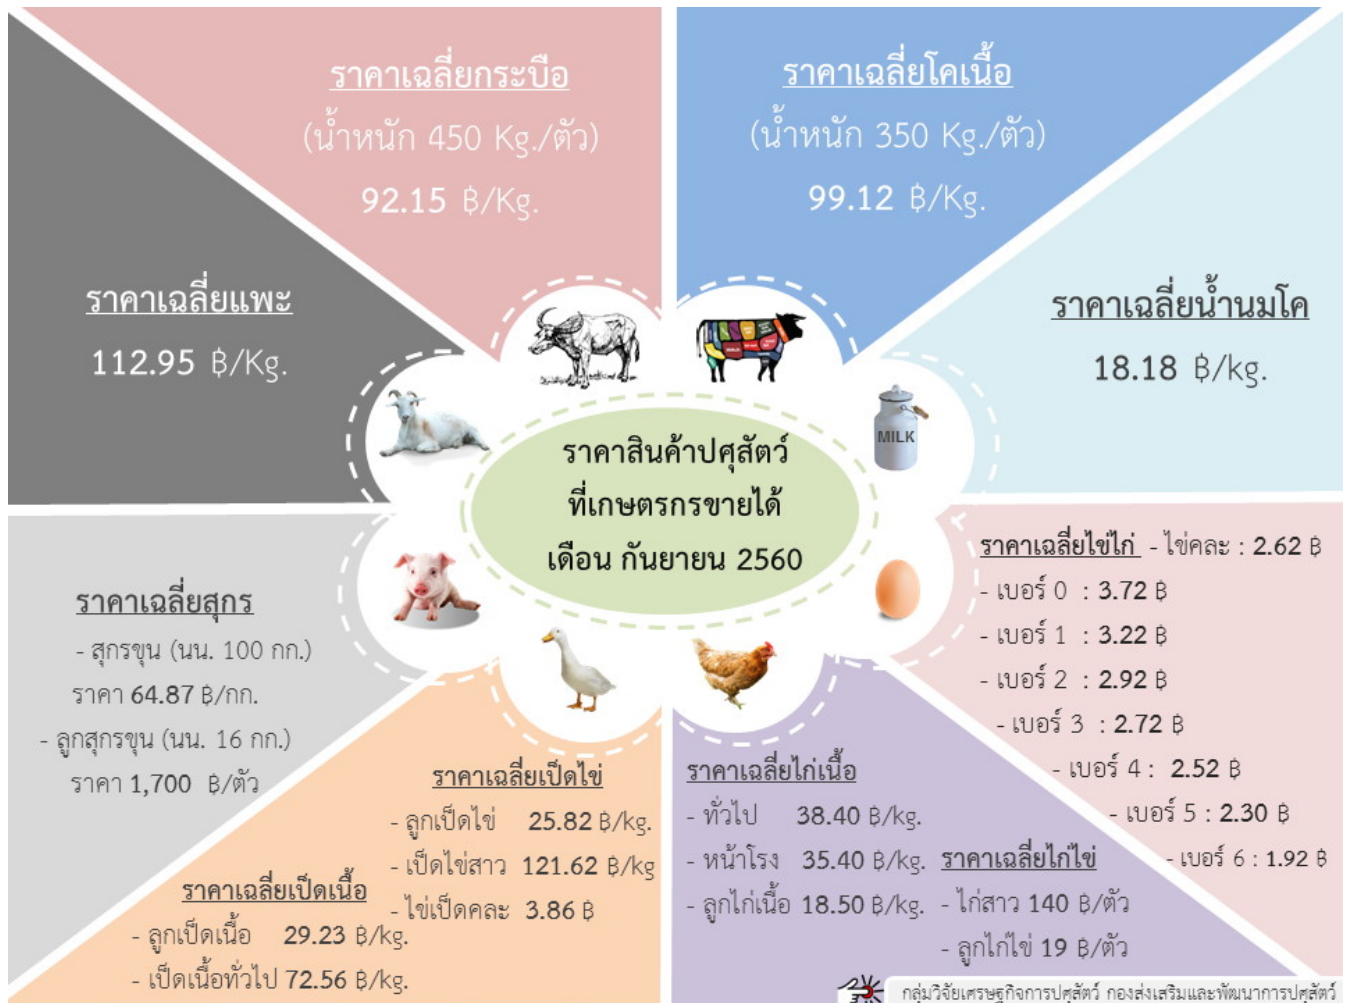 ราคาเฉลี่ยกระบือ
(น้ำหนัก 450 Kg./ตัว)
92.15 ฿/Kg.
ราคาเฉลี่ยโคเนื้อ
(น้ำหนัก 350 Kg./ตัว)
99.12 ฿/Kg.
ราคาเฉลี่ยแพะ
112.95 ฿/Kg.
ราคาเฉลี่ยน้ำนมโค
18.18 ฿/kg.
MILK
ราคาสินค้าปศุสัตว์
ที่เกษตรกรขายได้
เดือน กันยายน 2560
ราคาเฉลี่ยไข่ไก่ - ไข่คละ : 2.62 ฿
- เบอร์ 0 : 3.72 ฿
- เบอร์ 1 : 3.22 ฿
- เบอร์ 2 : 2.92 ฿
- เบอร์ 3 : 2.72 ฿
- เบอร์ 4 : 2.52 ฿
- เบอร์ 5 : 2.30 ฿
- เบอร์ 6 : 1.92 ฿
ราคาเฉลี่ยสุกร
- สุกรขุน (นน. 100 กก.)
ราคา 64.87 ฿/กก.
- ลูกสุกรขุน (นน. 16 กก.)
ราคา 1,700 ฿/ตัว
ราคาเฉลี่ยเป็ดไข่
- ลูกเป็ดไข่ 25.82 ฿/kg.
- เป็ดไข่สาว 121.62 ฿/kg
- ไข่เป็ดคละ 3.86 ฿
ราคาเฉลี่ยเป็ดเนื้อ
- ลูกเป็ดเนื้อ 29.23 ฿/kg.
- เป็ดเนื้อทั่วไป 72.56 ฿/kg.
ราคาเฉลี่ยไก่เนื้อ
- ทั่วไป 38.40 ฿/kg.
- หน้าโรง 35.40 ฿/kg.
- ลูกไก่เนื้อ 18.50 ฿/kg.
ราคาเฉลี่ยไก่ไข่
- ไก่สาว 140 ฿/ตัว
- ลูกไก่ไข่ 19 ฿/ตัว
กลุ่มวิจัยเศรษฐกิจการปศุสัตว์ กองส่งเสริมและพัฒนาการปศุสัตว์